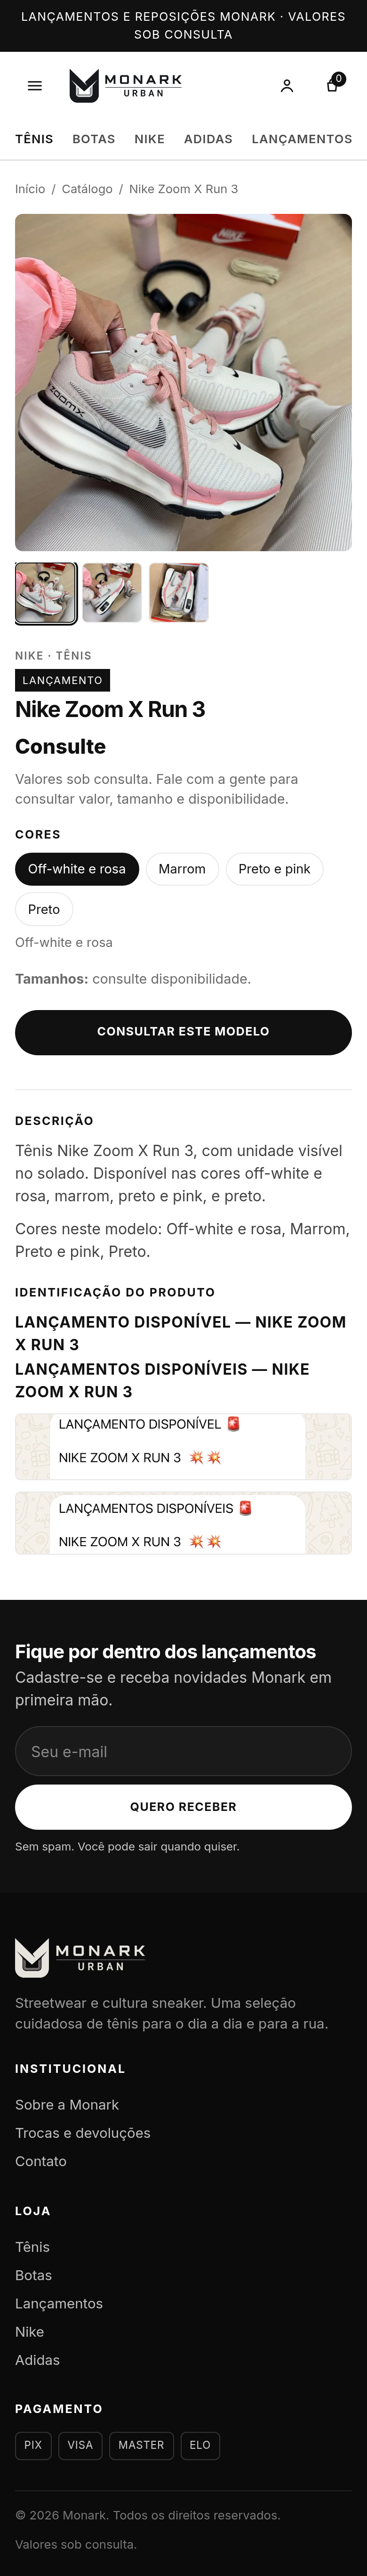 LANÇAMENTOS E REPOSIÇÕES MONARK · VALORES
SOB CONSULTA
MONARK
URBAN
0
TÊNIS BOTAS NIKE ADIDAS LANÇAMENTOS
Início / Catálogo / Nike Zoom X Run 3
NIKE
ZOOMX
NIKE · TÊNIS
LANÇAMENTO
Nike Zoom X Run 3
Consulte
Valores sob consulta. Fale com a gente para
consultar valor, tamanho e disponibilidade.
CORES
Off-white e rosa Marrom Preto e pink
Preto
Off-white e rosa
Tamanhos: consulte disponibilidade.
CONSULTAR ESTE MODELO
DESCRIÇÃO
Tênis Nike Zoom X Run 3, com unidade visível
no solado. Disponível nas cores off-white e
rosa, marrom, preto e pink, e preto.
Cores neste modelo: Off-white e rosa, Marrom,
Preto e pink, Preto.
IDENTIFICAÇÃO DO PRODUTO
LANÇAMENTO DISPONÍVEL — NIKE ZOOM
X RUN 3
LANÇAMENTOS DISPONÍVEIS — NIKE
ZOOM X RUN 3
LANÇAMENTO DISPONÍVEL 🚨
NIKE ZOOM X RUN 3 💥💥
LANÇAMENTOS DISPONÍVEIS 🚨
NIKE ZOOM X RUN 3 💥💥
Fique por dentro dos lançamentos
Cadastre-se e receba novidades Monark em
primeira mão.
Seu e-mail
QUERO RECEBER
Sem spam. Você pode sair quando quiser.
MONARK
URBAN
Streetwear e cultura sneaker. Uma seleção
cuidadosa de tênis para o dia a dia e para a rua.
INSTITUCIONAL
Sobre a Monark
Trocas e devoluções
Contato
LOJA
Tênis
Botas
Lançamentos
Nike
Adidas
PAGAMENTO
PIX VISA MASTER ELO
© 2026 Monark. Todos os direitos reservados.
Valores sob consulta.